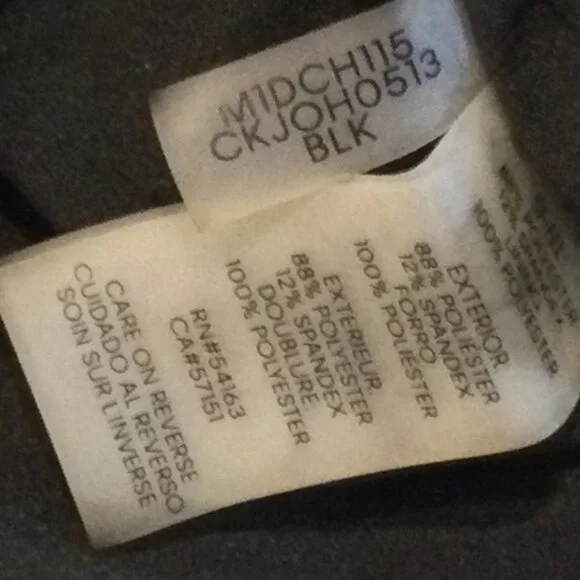 M1DCH115
CKJOH0513
BLK
100% POLYESTER
EXTERIOR
88% POLIESTER
12% SPANDEX
FORRO
100% POLIESTER
EXTERIEUR
88% POLYESTER
12% SPANDEX
DOUBLURE
100% POLYESTER
RN#54163
CA#57151
CARE ON REVERSE
CUIDADO AL REVERSO
SOIN SUR L'INVERSE